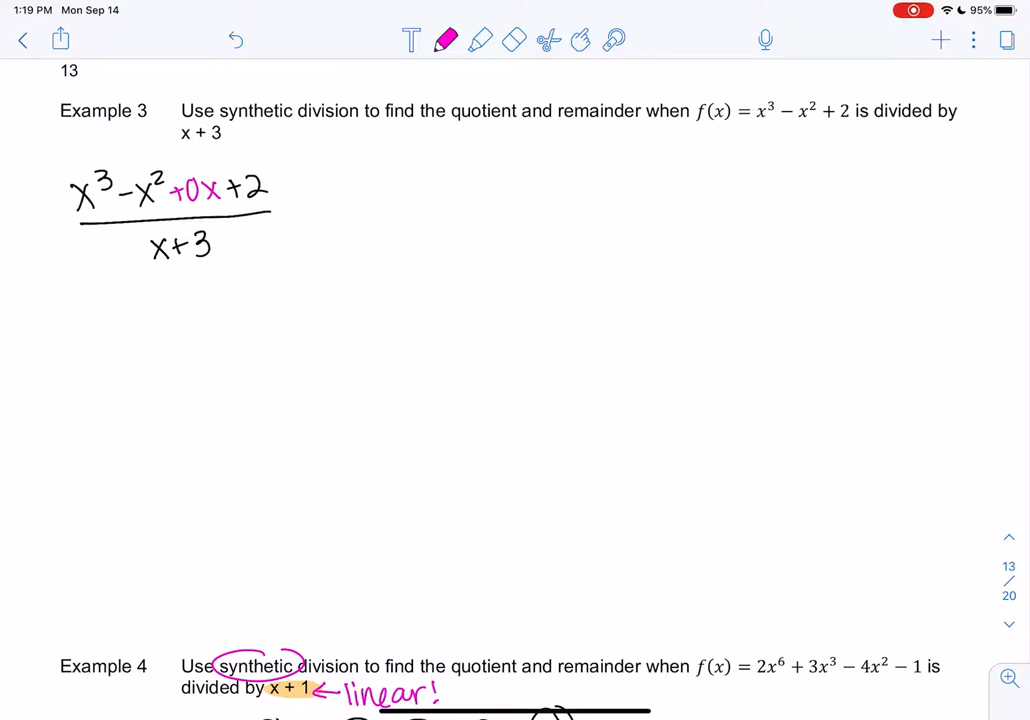 1:19 PM Mon Sep 14 95%
T
13
Example 3 Use synthetic division to find the quotient and remainder when f(x) = x³ − x² + 2 is divided by
x + 3
x³ −x² +0x +2
x+3
13
/
20
Example 4 Use synthetic division to find the quotient and remainder when f(x) = 2x⁶ + 3x³ − 4x² − 1 is
divided by x + 1 ← linear!